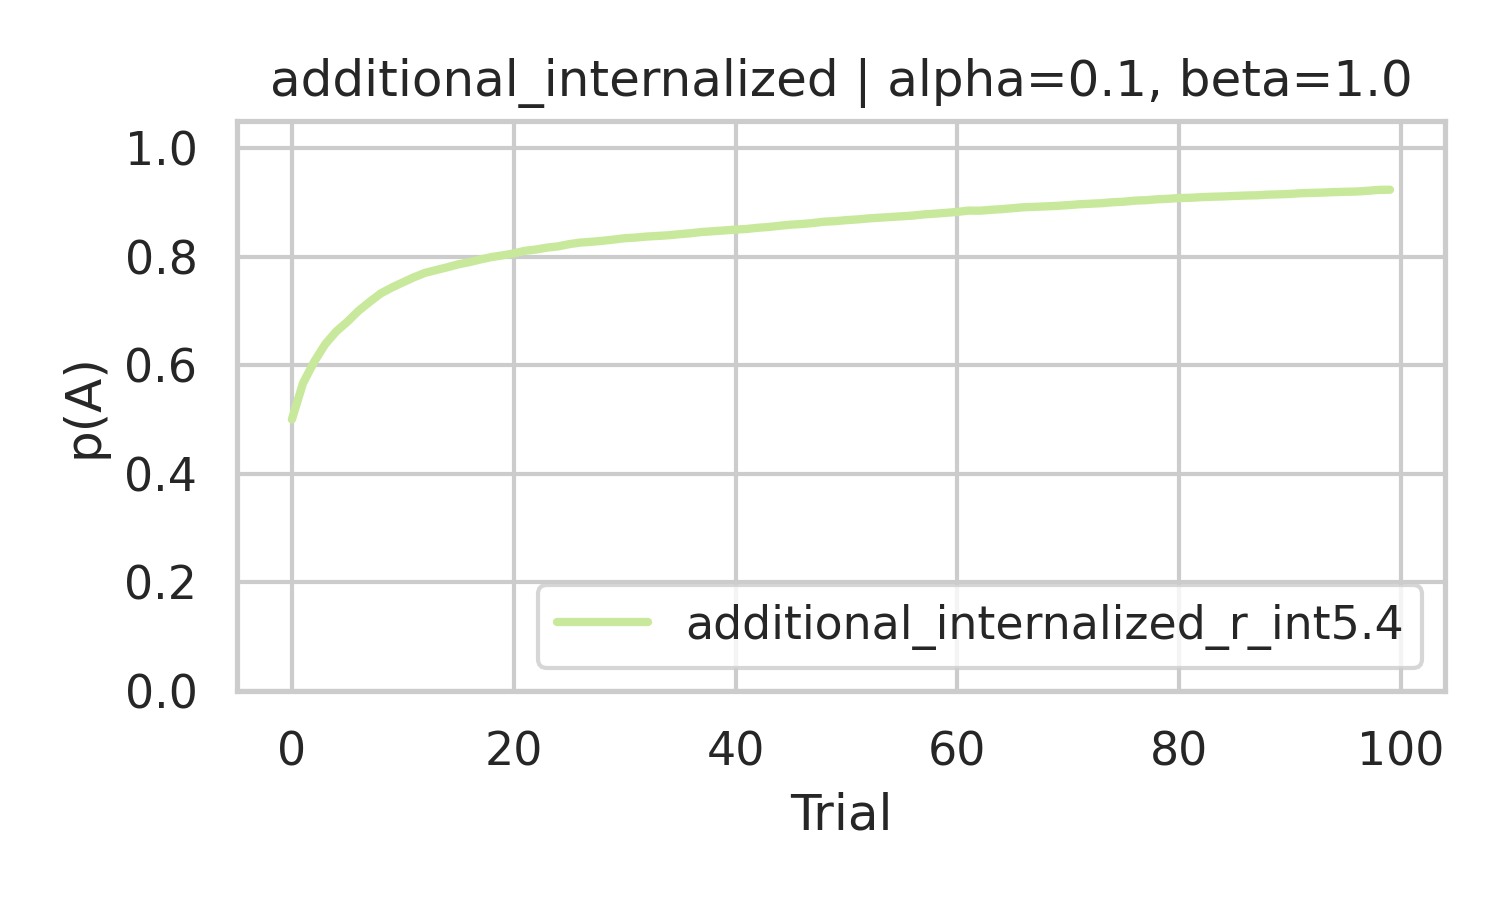 additional_internalized | alpha=0.1, beta=1.0
1.0
0.8
0.6
0.4
0.2
0.0
p(A)
additional_internalized_r_int5.4
0 20 40 60 80 100
Trial